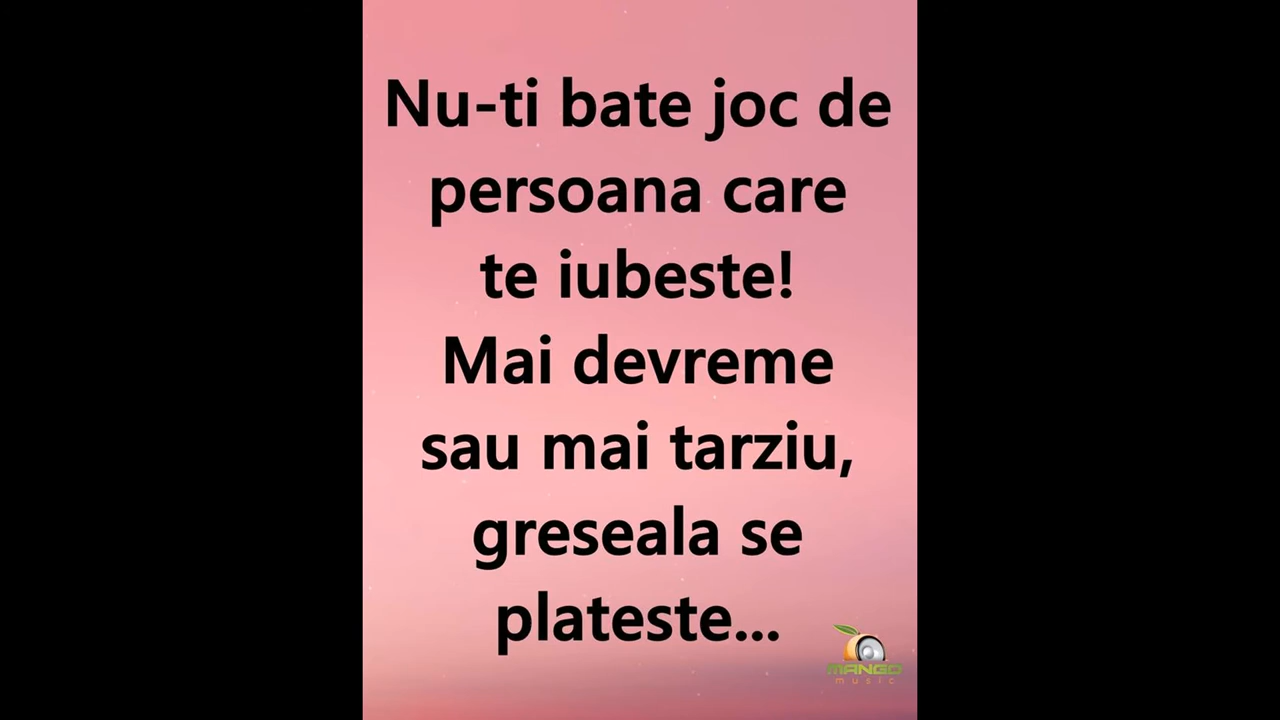 Nu-ti bate joc de
persoana care
te iubeste!
Mai devreme
sau mai tarziu,
greseala se
plateste...
MANGO
music